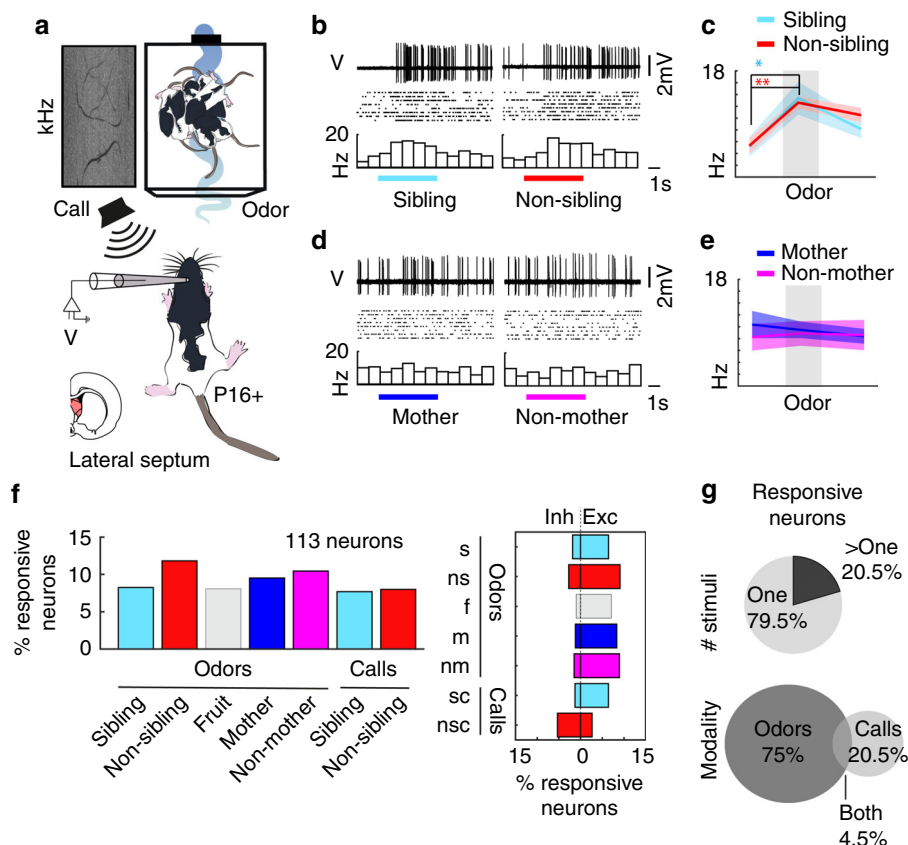 a
kHz
Call
Odor
V
P16+
Lateral septum
b
V
2mV
20
Hz
Sibling
Non-sibling
1s
c
Sibling
Non-sibling
18
*
**
Hz
Odor
d
V
2mV
20
Hz
Mother
Non-mother
1s
e
Mother
Non-mother
18
Hz
Odor
f
% responsive
neurons
15
10
5
0
113 neurons
Odors
Calls
Sibling
Non-sibling
Fruit
Mother
Non-mother
Sibling
Non-sibling
Inh Exc
Odors
s
ns
f
m
nm
Calls
sc
nsc
15 0 15
% responsive
neurons
g
Responsive
neurons
# stimuli
>One
20.5%
One
79.5%
Modality
Odors
75%
Calls
20.5%
Both
4.5%